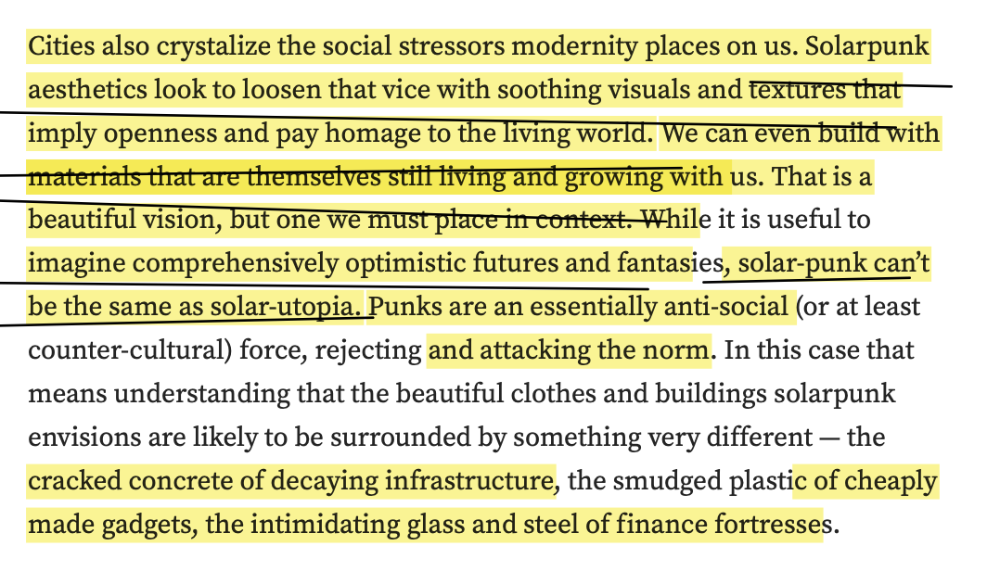 Cities also crystalize the social stressors modernity places on us. Solarpunk
aesthetics look to loosen that vice with soothing visuals and textures that
imply openness and pay homage to the living world. We can even build with
materials that are themselves still living and growing with us. That is a
beautiful vision, but one we must place in context. While it is useful to
imagine comprehensively optimistic futures and fantasies, solar-punk can’t
be the same as solar-utopia. Punks are an essentially anti-social (or at least
counter-cultural) force, rejecting and attacking the norm. In this case that
means understanding that the beautiful clothes and buildings solarpunk
envisions are likely to be surrounded by something very different — the
cracked concrete of decaying infrastructure, the smudged plastic of cheaply
made gadgets, the intimidating glass and steel of finance fortresses.